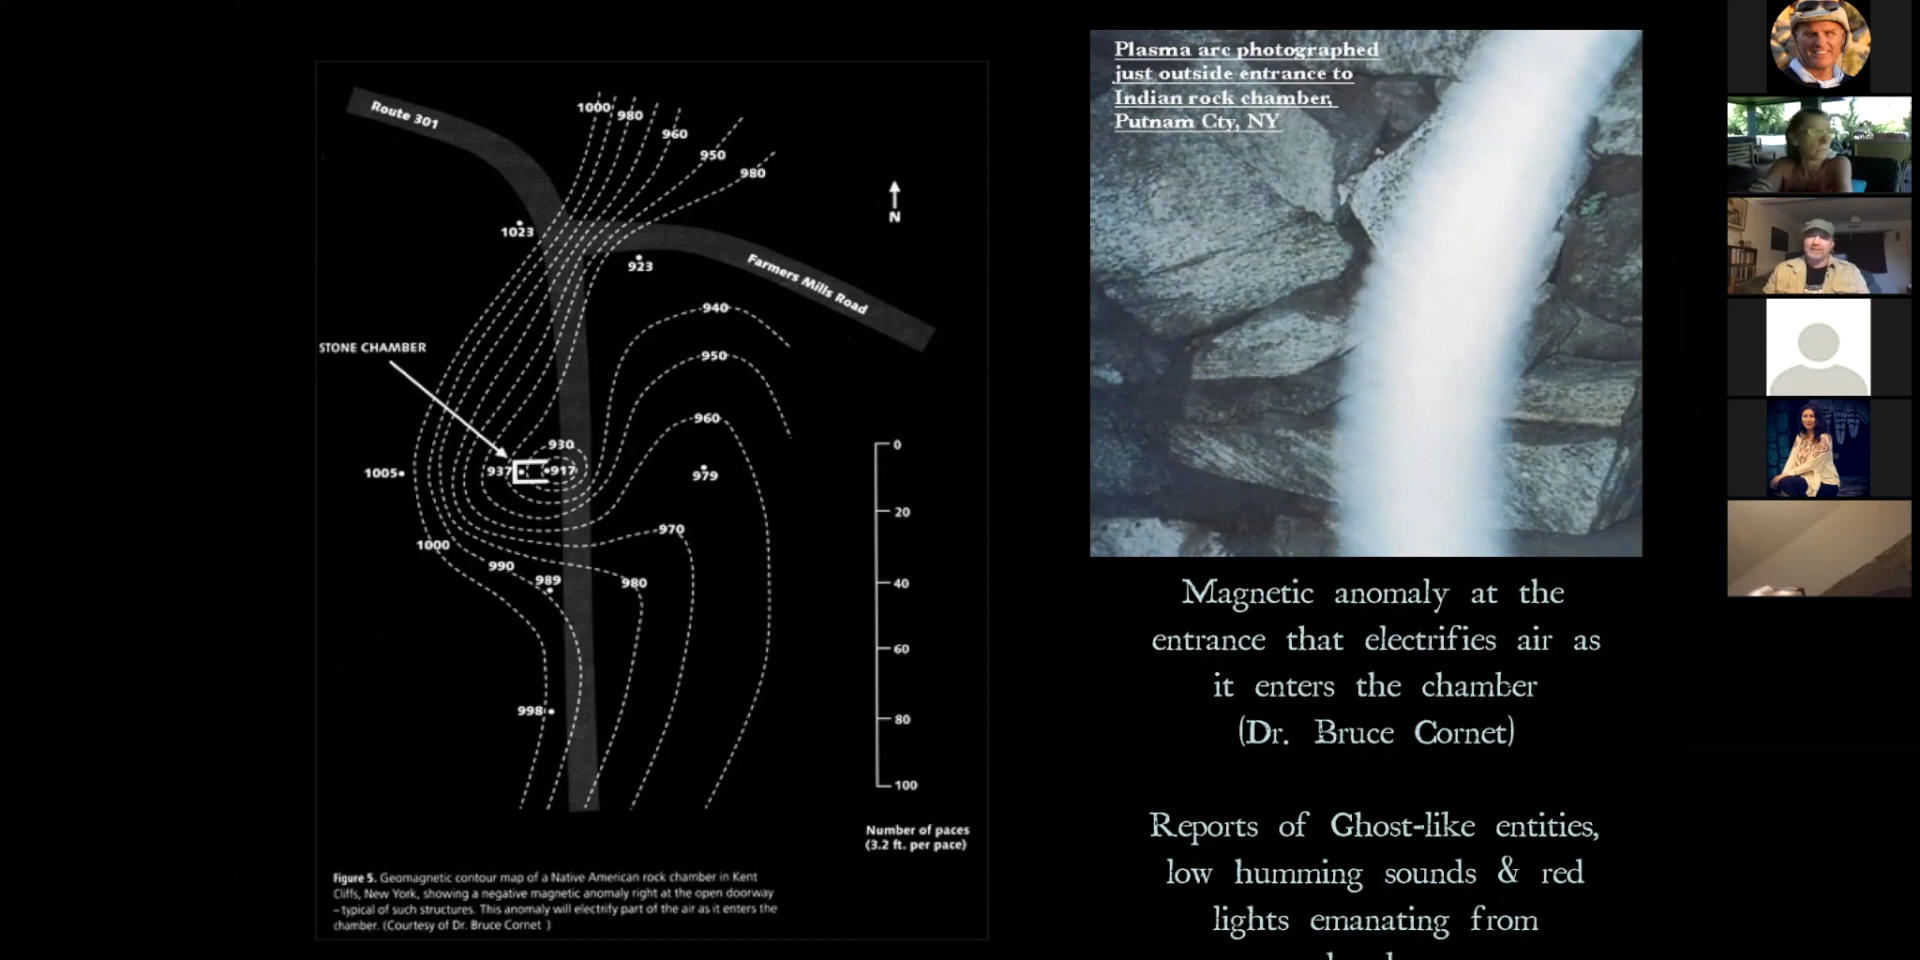 Route 301
1000
980
960
950
980
N
1023
923
Farmers Mills Road
940
STONE CHAMBER
950
960
930
0
937
917
1005
979
20
970
1000
990
989
980
40
60
998
80
100
Number of paces
(3.2 ft. per pace)
Figure 5. Geomagnetic contour map of a Native American rock chamber in Kent
Cliffs, New York, showing a negative magnetic anomaly right at the open doorway
– typical of such structures. This anomaly will electrify part of the air as it enters the
chamber. (Courtesy of Dr. Bruce Cornet )
Plasma arc photographed
just outside entrance to
Indian rock chamber,
Putnam Cty, NY
Magnetic anomaly at the
entrance that electrifies air as
it enters the chamber
(Dr. Bruce Cornet)
Reports of Ghost-like entities,
low humming sounds & red
lights emanating from